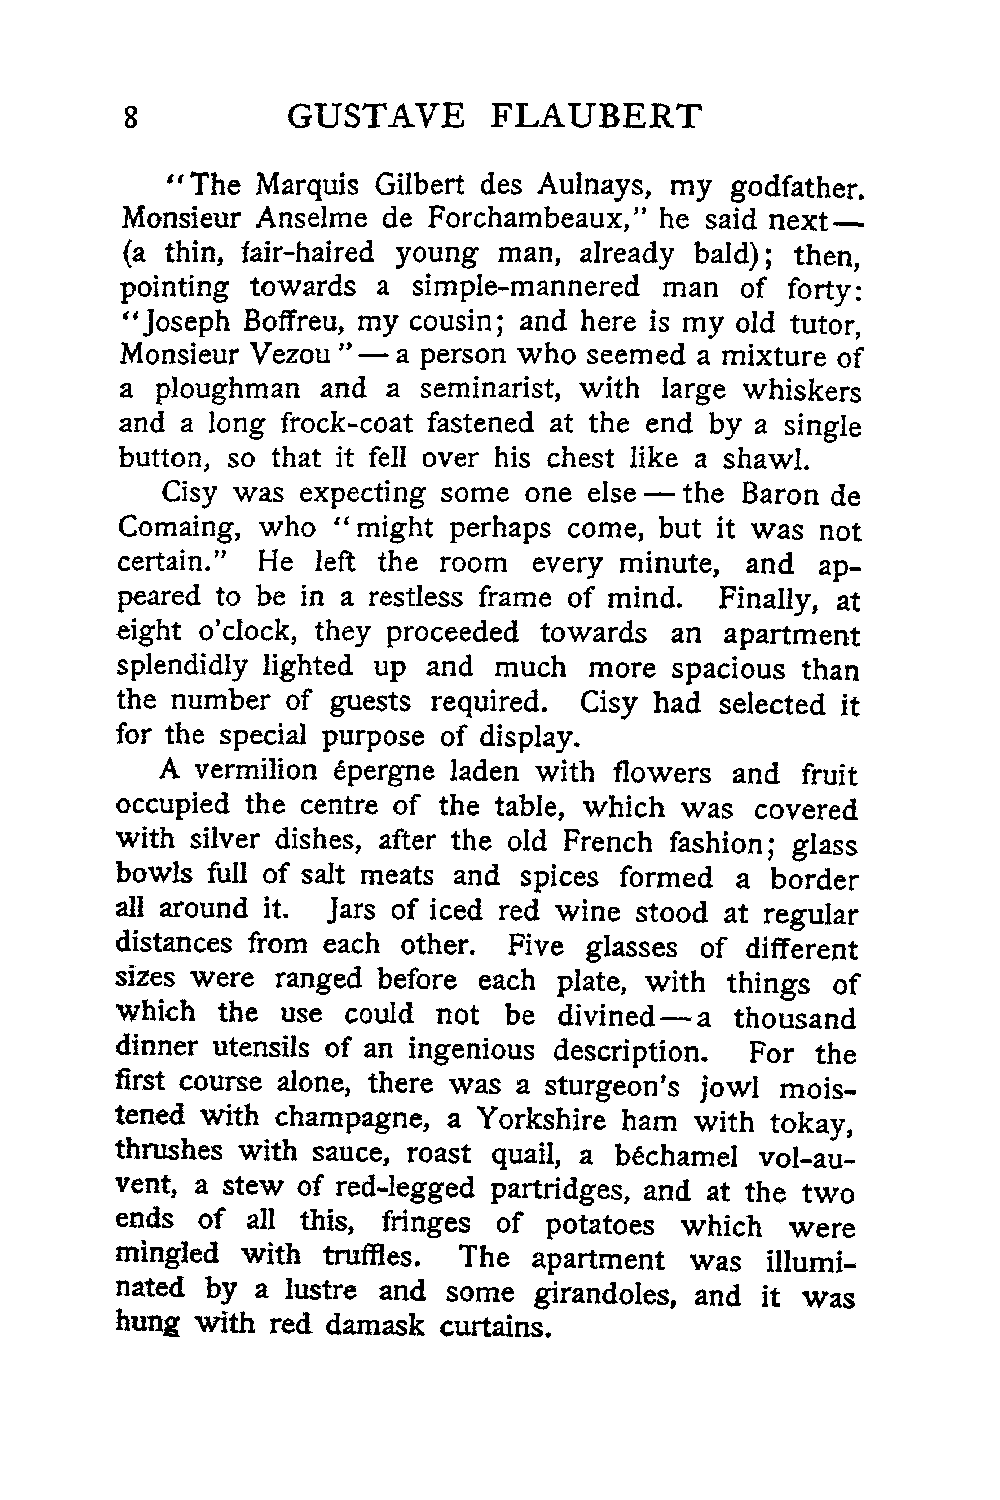 8 GUSTAVE FLAUBERT
"The Marquis Gilbert des Aulnays, my godfather.
Monsieur Anselme de Forchambeaux," he said next—
(a thin, fair-haired young man, already bald); then,
pointing towards a simple-mannered man of forty:
"Joseph Boffreu, my cousin; and here is my old tutor,
Monsieur Vezou"—a person who seemed a mixture of
a ploughman and a seminarist, with large whiskers
and a long frock-coat fastened at the end by a single
button, so that it fell over his chest like a shawl.
Cisy was expecting some one else—the Baron de
Comaing, who "might perhaps come, but it was not
certain." He left the room every minute, and ap-
peared to be in a restless frame of mind. Finally, at
eight o'clock, they proceeded towards an apartment
splendidly lighted up and much more spacious than
the number of guests required. Cisy had selected it
for the special purpose of display.
A vermilion épergne laden with flowers and fruit
occupied the centre of the table, which was covered
with silver dishes, after the old French fashion; glass
bowls full of salt meats and spices formed a border
all around it. Jars of iced red wine stood at regular
distances from each other. Five glasses of different
sizes were ranged before each plate, with things of
which the use could not be divined—a thousand
dinner utensils of an ingenious description. For the
first course alone, there was a sturgeon's jowl mois-
tened with champagne, a Yorkshire ham with tokay,
thrushes with sauce, roast quail, a béchamel vol-au-
vent, a stew of red-legged partridges, and at the two
ends of all this, fringes of potatoes which were
mingled with truffles. The apartment was illumi-
nated by a lustre and some girandoles, and it was
hung with red damask curtains.